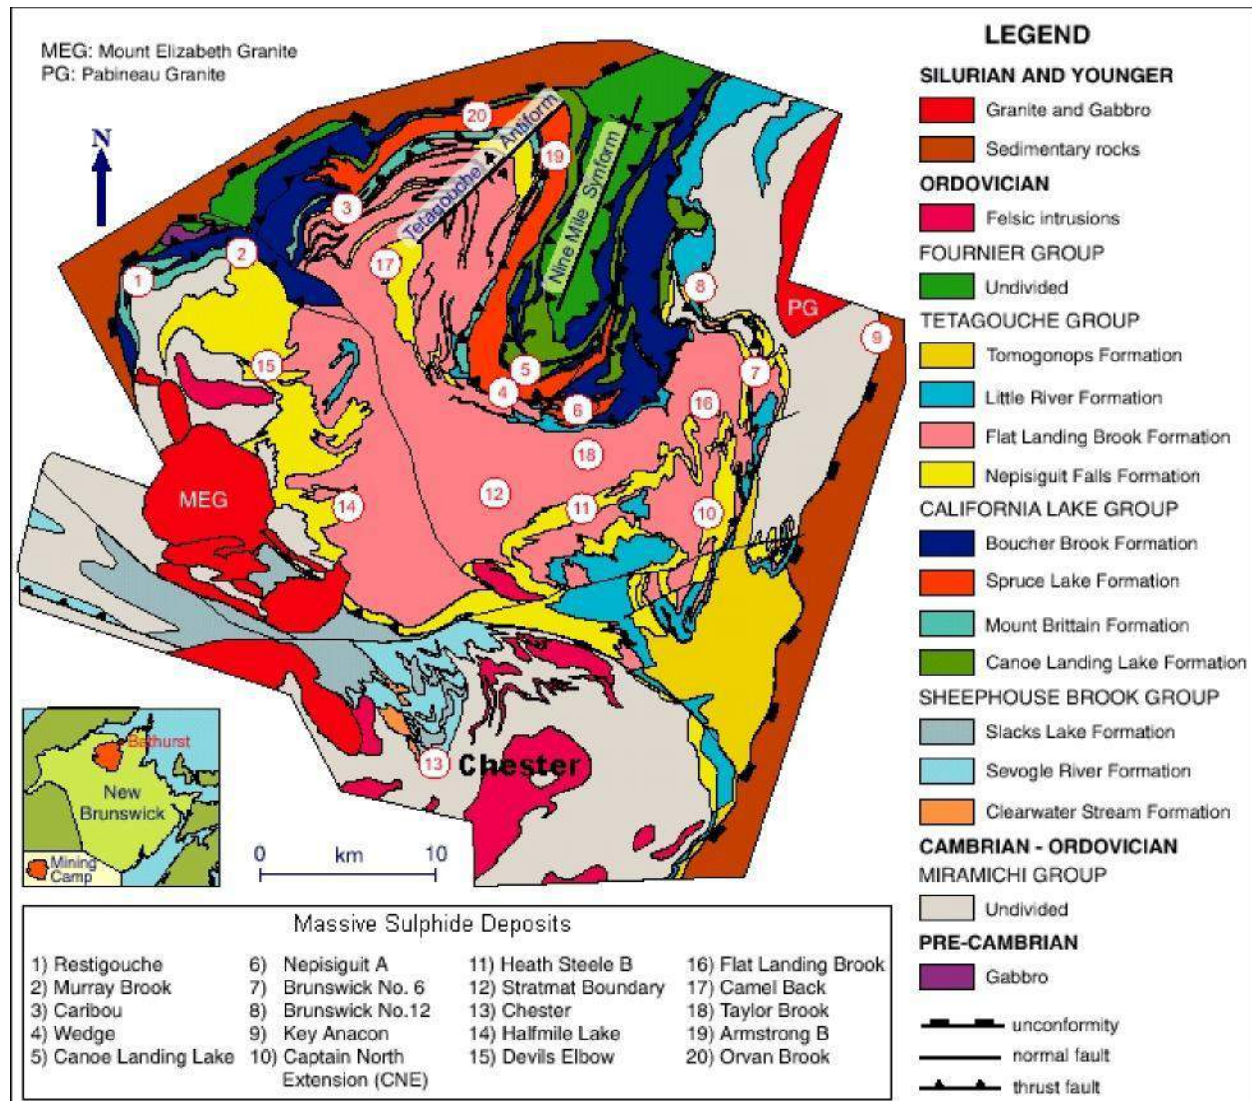 MEG: Mount Elizabeth Granite
PG: Pabineau Granite
N
20
Tetagouche Antiform
19
Nine Mile Synform
3
2
17
1
8
PG
9
15
5
7
4
6
16
18
MEG
12
14
11
10
13
Chester
Bathurst
New
Brunswick
Mining
Camp
0 km 10
LEGEND
SILURIAN AND YOUNGER
Granite and Gabbro
Sedimentary rocks
ORDOVICIAN
Felsic intrusions
FOURNIER GROUP
Undivided
TETAGOUCHE GROUP
Tomogonops Formation
Little River Formation
Flat Landing Brook Formation
Nepisiguit Falls Formation
CALIFORNIA LAKE GROUP
Boucher Brook Formation
Spruce Lake Formation
Mount Brittain Formation
Canoe Landing Lake Formation
SHEEPHOUSE BROOK GROUP
Slacks Lake Formation
Sevogle River Formation
Clearwater Stream Formation
CAMBRIAN - ORDOVICIAN
MIRAMICHI GROUP
Undivided
PRE-CAMBRIAN
Gabbro
unconformity
normal fault
thrust fault
Massive Sulphide Deposits
1) Restigouche
2) Murray Brook
3) Caribou
4) Wedge
5) Canoe Landing Lake
6) Nepisiguit A
7) Brunswick No. 6
8) Brunswick No.12
9) Key Anacon
10) Captain North
Extension (CNE)
11) Heath Steele B
12) Stratmat Boundary
13) Chester
14) Halfmile Lake
15) Devils Elbow
16) Flat Landing Brook
17) Camel Back
18) Taylor Brook
19) Armstrong B
20) Orvan Brook